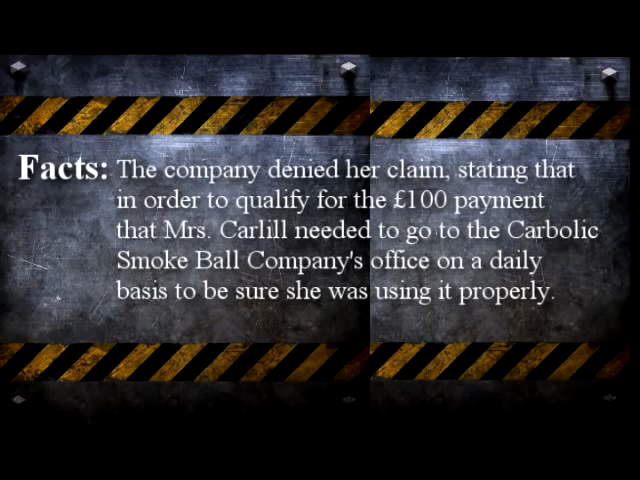 Facts: The company denied her claim, stating that
in order to qualify for the £100 payment
that Mrs. Carlill needed to go to the Carbolic
Smoke Ball Company's office on a daily
basis to be sure she was using it properly.